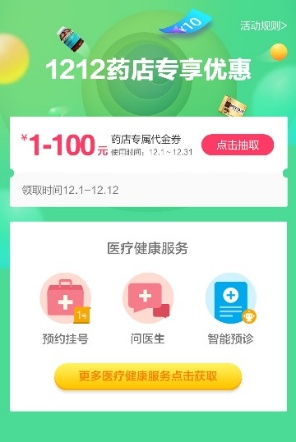 ¥10
活动规则>
1212药店专享优惠
¥1-100元
药店专属代金券
使用时间：12.1~12.31
点击抽取
领取时间12.1-12.12
医疗健康服务
预约挂号
问医生
智能预诊
更多医疗健康服务点击获取